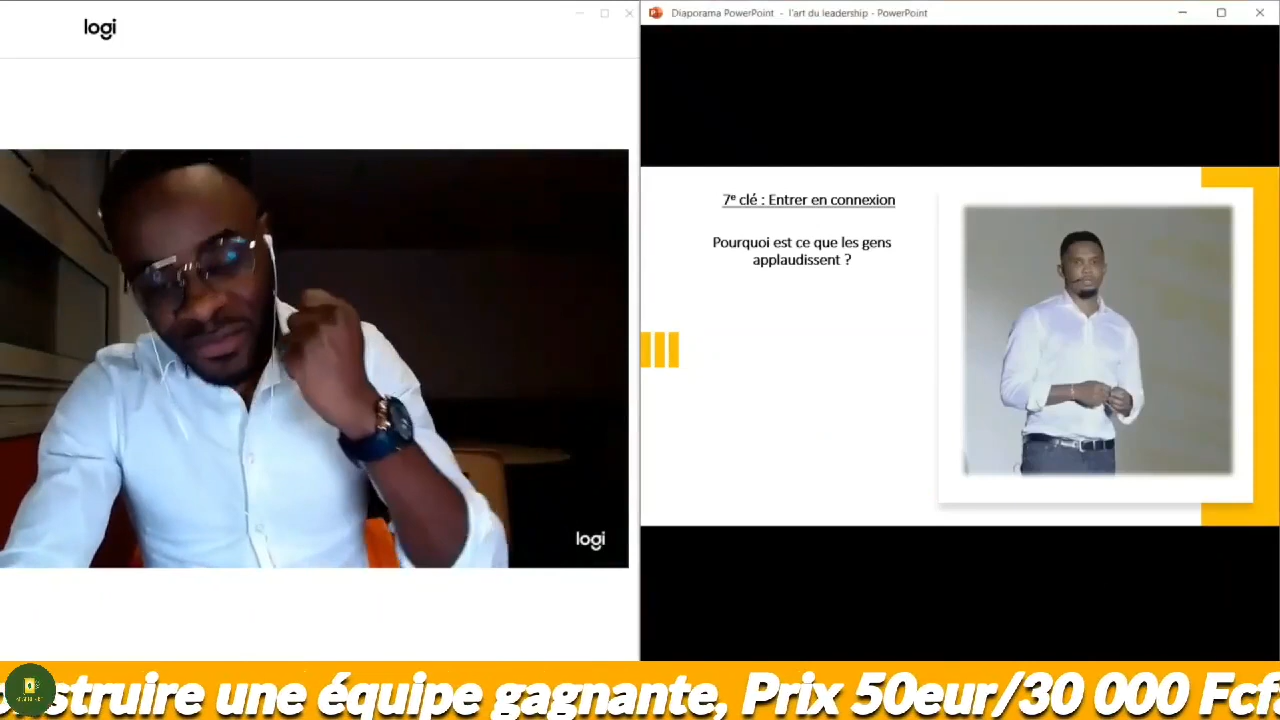 logi
Diaporama PowerPoint - l'art du leadership - PowerPoint
7e clé : Entrer en connexion
Pourquoi est ce que les gens
applaudissent ?
logi
struire une équipe gagnante, Prix 50eur/30 000 Fcf